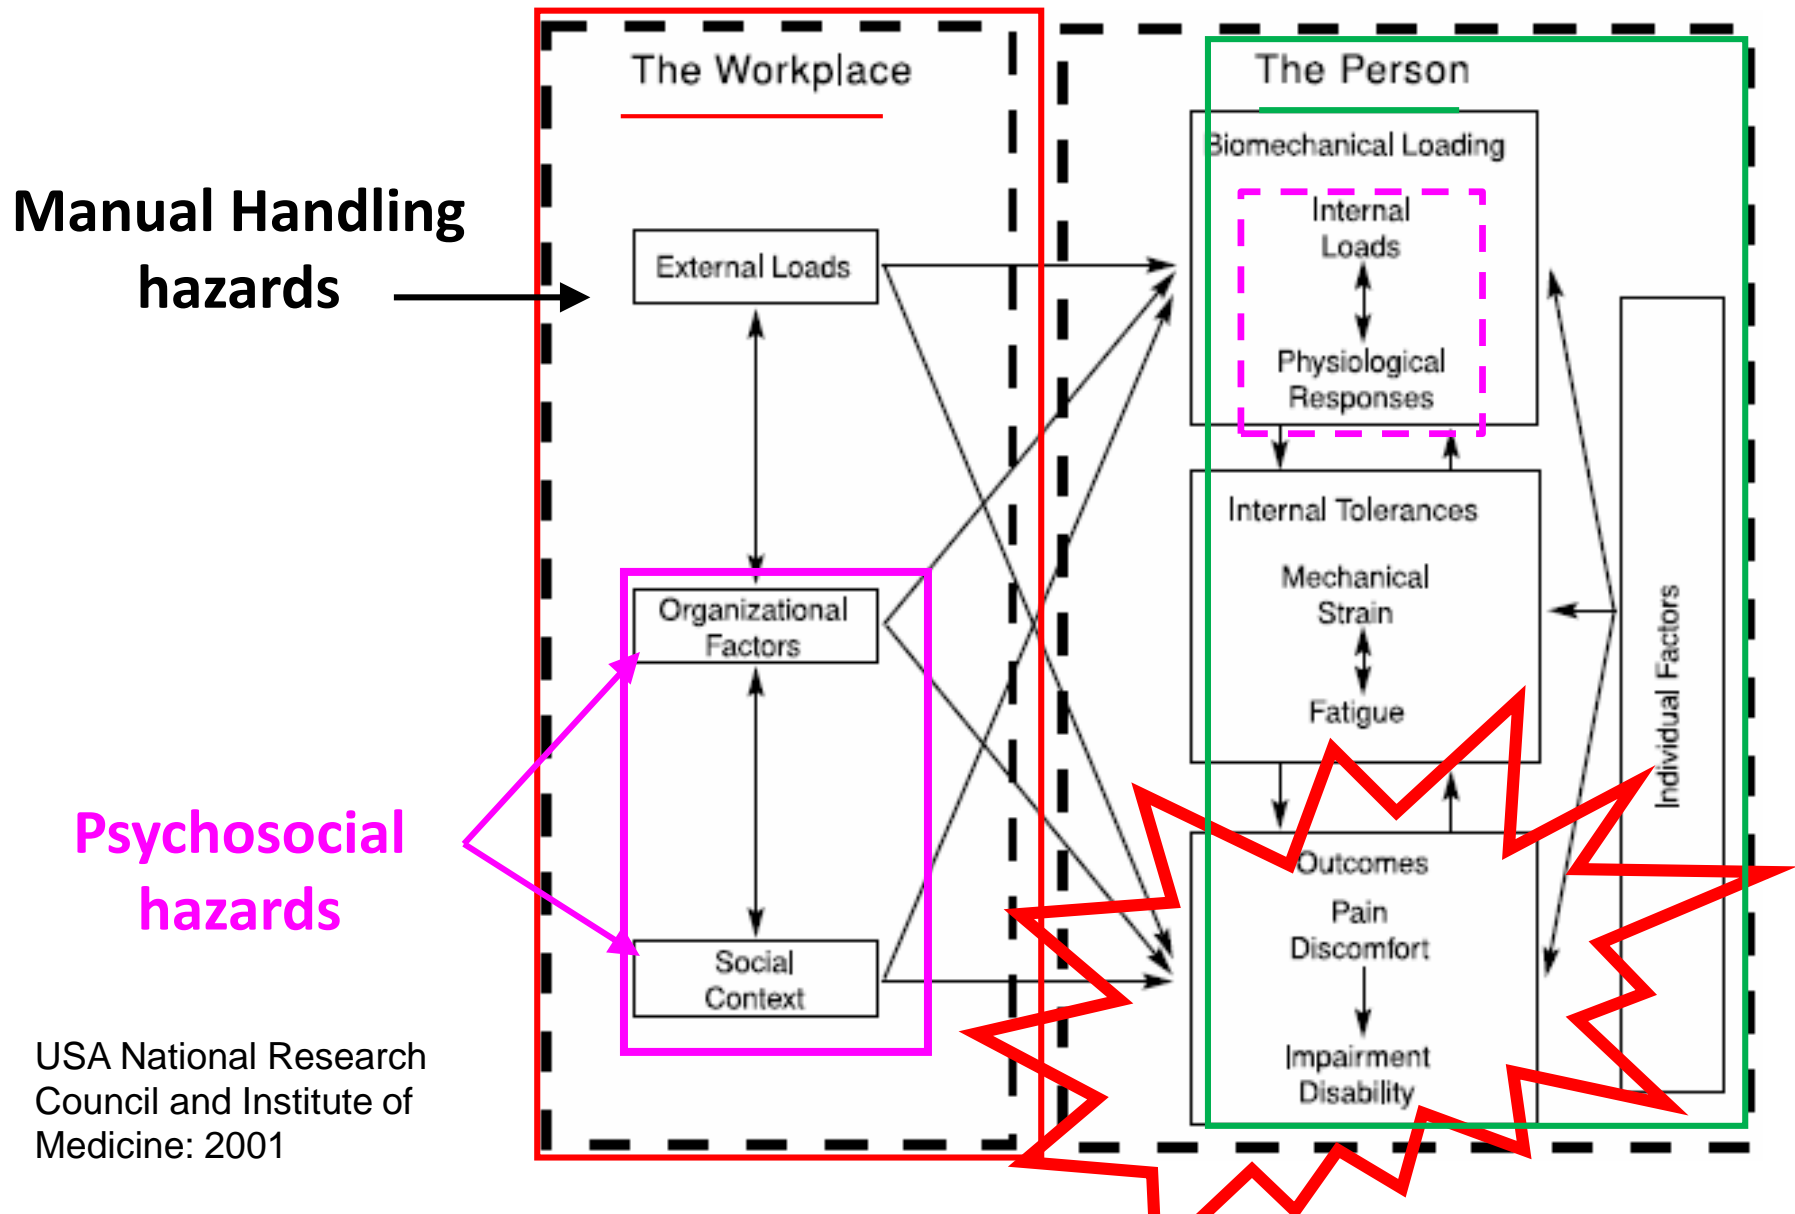 The Workplace
The Person
Manual Handling
hazards
External Loads
Organizational
Factors
Social
Context
Psychosocial
hazards
Biomechanical Loading
Internal
Loads
Physiological
Responses
Internal Tolerances
Mechanical
Strain
Fatigue
Outcomes
Pain
Discomfort
Impairment
Disability
Individual Factors
USA National Research
Council and Institute of
Medicine: 2001